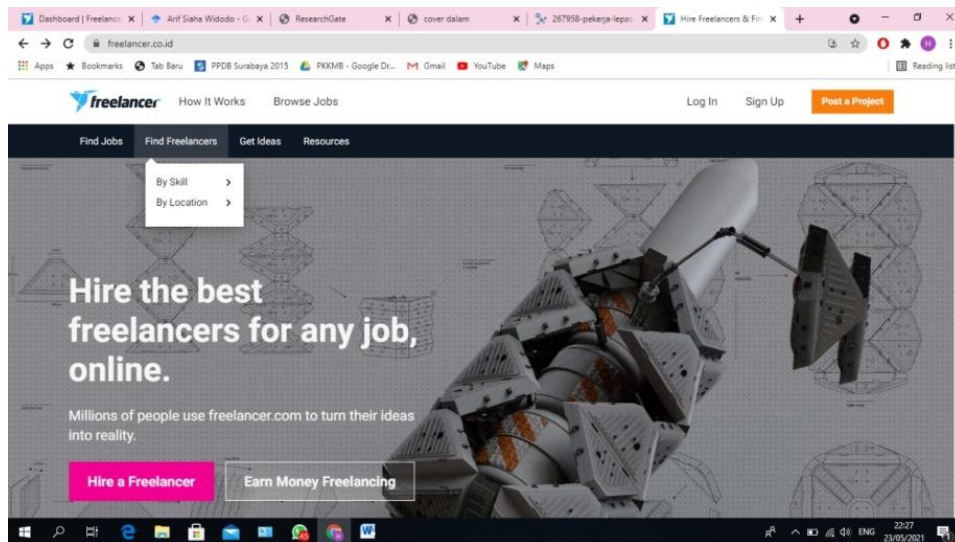 Dashboard | Freelance
Arif Siaha Widodo - G
ResearchGate
cover dalam
267958-pekerja-lepas
Hire Freelancers & Fin
freelancer.co.id
H
Apps
Bookmarks
Tab Baru
PPDB Surabaya 2015
PKKMB - Google Dr...
Gmail
YouTube
Maps
Reading list
freelancer
How It Works
Browse Jobs
Log In
Sign Up
Post a Project
Find Jobs
Find Freelancers
Get Ideas
Resources
By Skill
By Location
Hire the best
freelancers for any job,
online.
Millions of people use freelancer.com to turn their ideas
into reality.
Hire a Freelancer
Earn Money Freelancing
ENG
22:27
23/05/2021